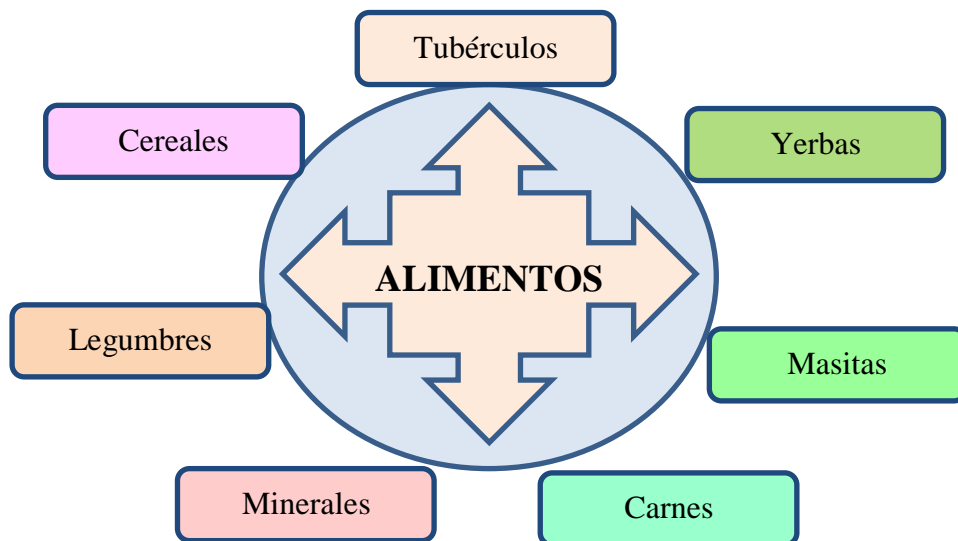 Tubérculos
Cereales
Yerbas
ALIMENTOS
Legumbres
Masitas
Minerales
Carnes